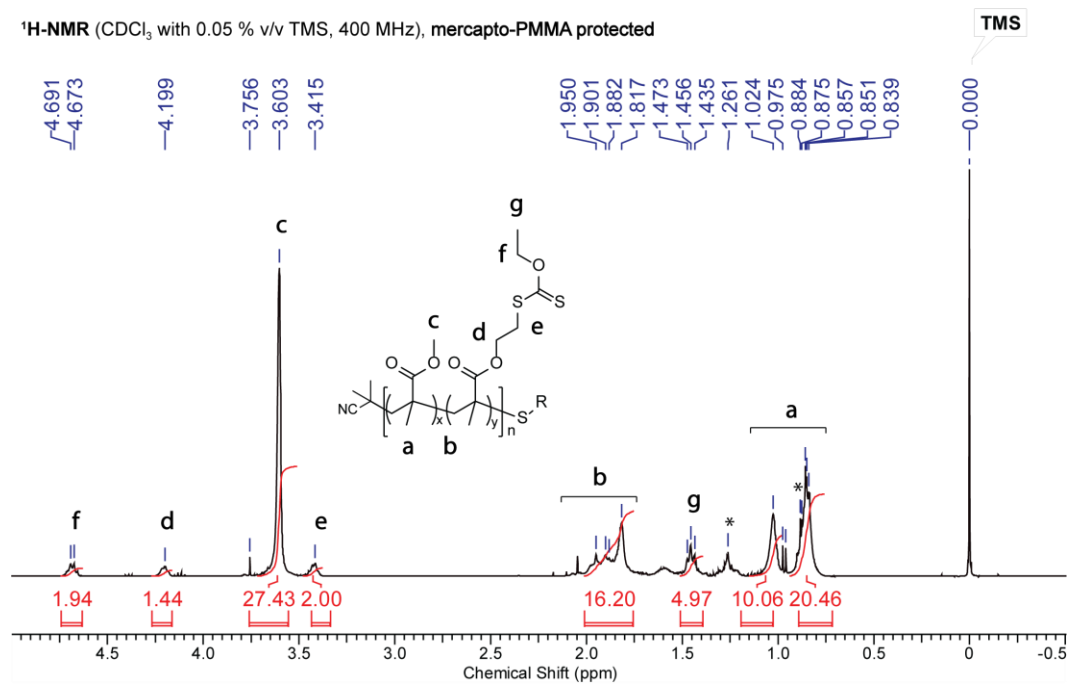 ¹H-NMR (CDCl₃ with 0.05 % v/v TMS, 400 MHz), mercapto-PMMA protected
TMS
4.691
4.673
4.199
3.756
3.603
3.415
1.950
1.901
1.882
1.817
1.473
1.456
1.435
1.261
1.024
0.975
0.884
0.875
0.857
0.851
0.839
0.000
c
g
f
O
S
S
c
d
e
O
O
O
O
NC
x
y
n
S
R
a
b
a
b
g
*
*
f
d
e
1.94
1.44
27.43
2.00
16.20
4.97
10.06
20.46
4.5
4.0
3.5
3.0
2.5
2.0
1.5
1.0
0.5
0
-0.5
Chemical Shift (ppm)